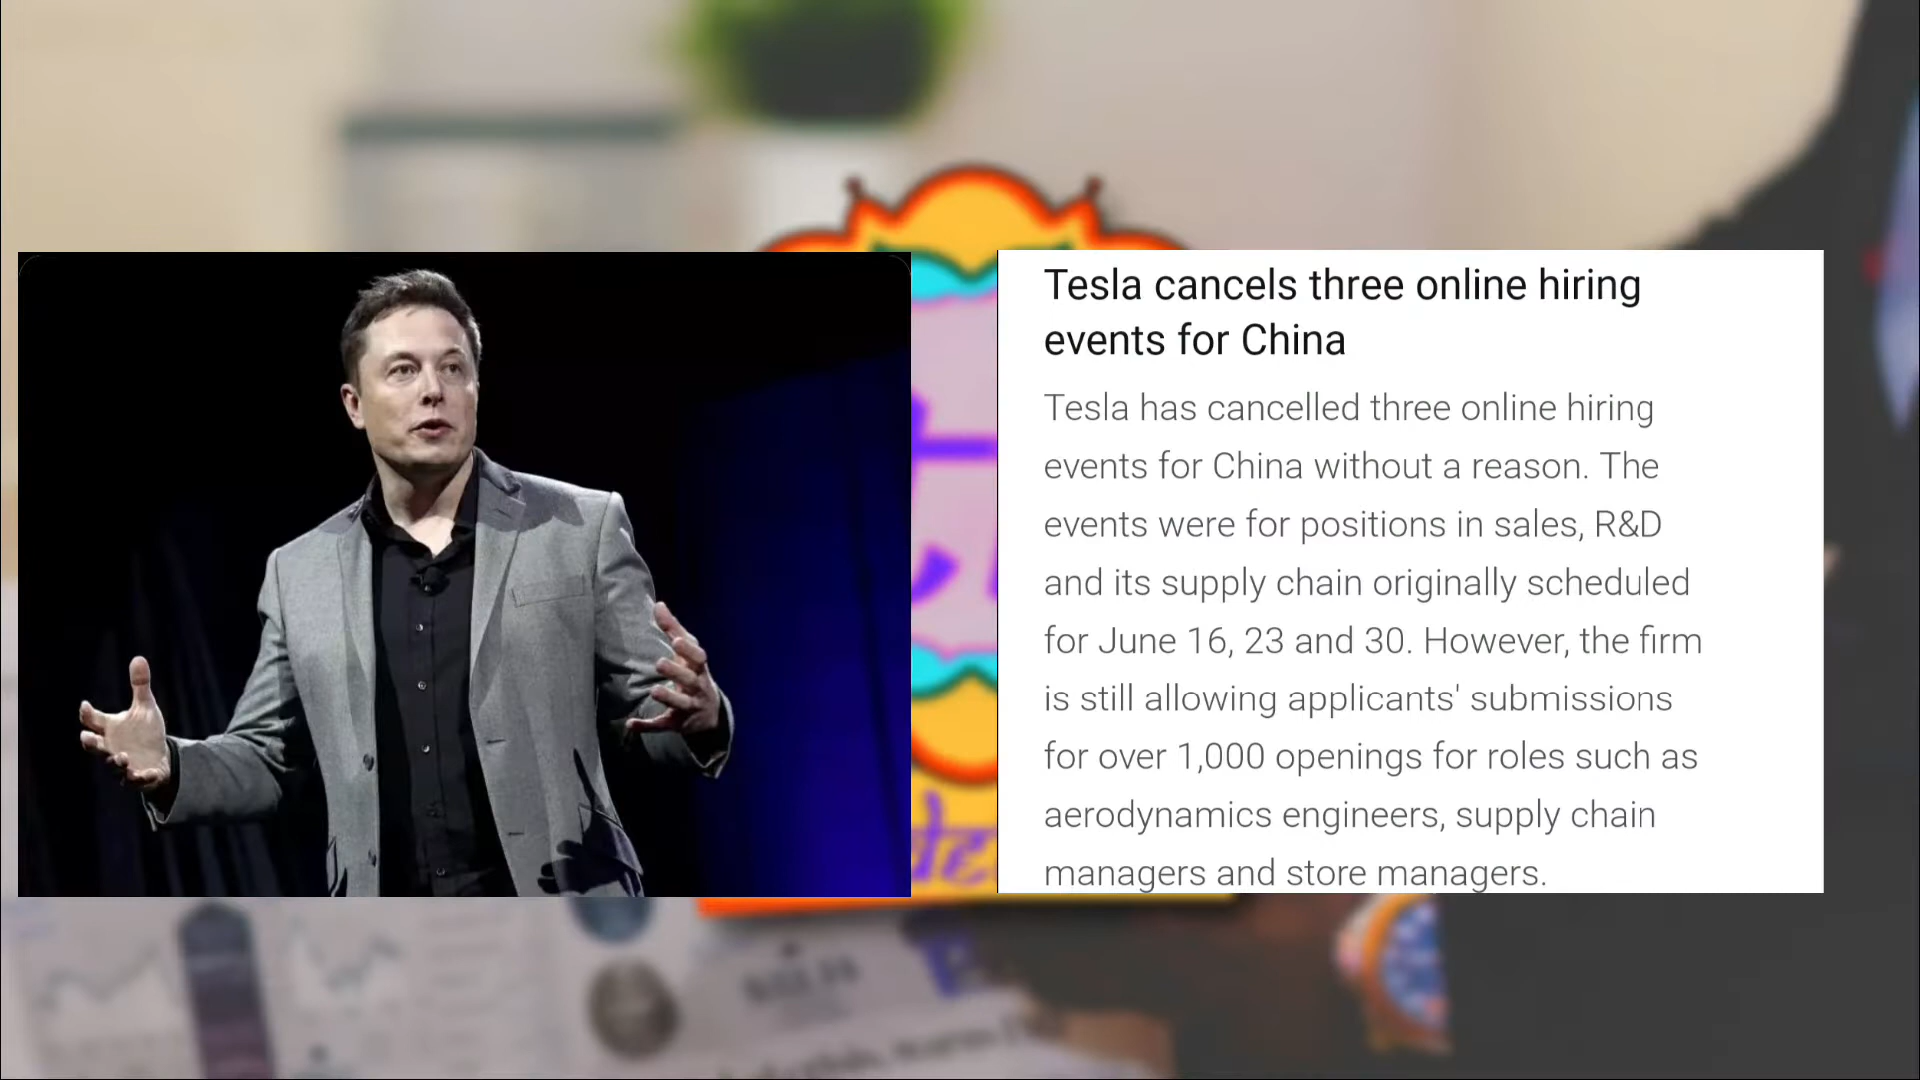 Tesla cancels three online hiring
events for China
Tesla has cancelled three online hiring
events for China without a reason. The
events were for positions in sales, R&D
and its supply chain originally scheduled
for June 16, 23 and 30. However, the firm
is still allowing applicants' submissions
for over 1,000 openings for roles such as
aerodynamics engineers, supply chain
managers and store managers.